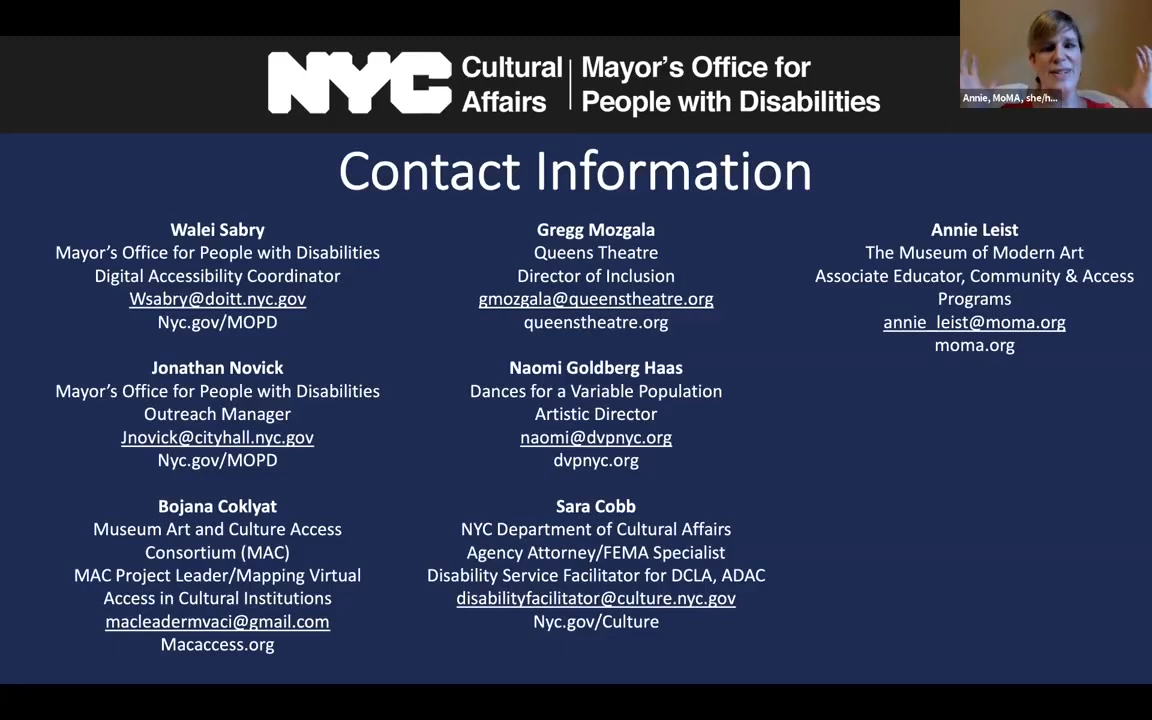 NYC Cultural Affairs | Mayor's Office for People with Disabilities
Annie, MoMA, she/h...
Contact Information
Walei Sabry
Mayor's Office for People with Disabilities
Digital Accessibility Coordinator
Wsabry@doitt.nyc.gov
Nyc.gov/MOPD
Jonathan Novick
Mayor's Office for People with Disabilities
Outreach Manager
Jnovick@cityhall.nyc.gov
Nyc.gov/MOPD
Bojana Coklyat
Museum Art and Culture Access
Consortium (MAC)
MAC Project Leader/Mapping Virtual
Access in Cultural Institutions
macleadermvaci@gmail.com
Macaccess.org
Gregg Mozgala
Queens Theatre
Director of Inclusion
gmozgala@queenstheatre.org
queenstheatre.org
Naomi Goldberg Haas
Dances for a Variable Population
Artistic Director
naomi@dvpnyc.org
dvpnyc.org
Sara Cobb
NYC Department of Cultural Affairs
Agency Attorney/FEMA Specialist
Disability Service Facilitator for DCLA, ADAC
disabilityfacilitator@culture.nyc.gov
Nyc.gov/Culture
Annie Leist
The Museum of Modern Art
Associate Educator, Community & Access
Programs
annie_leist@moma.org
moma.org